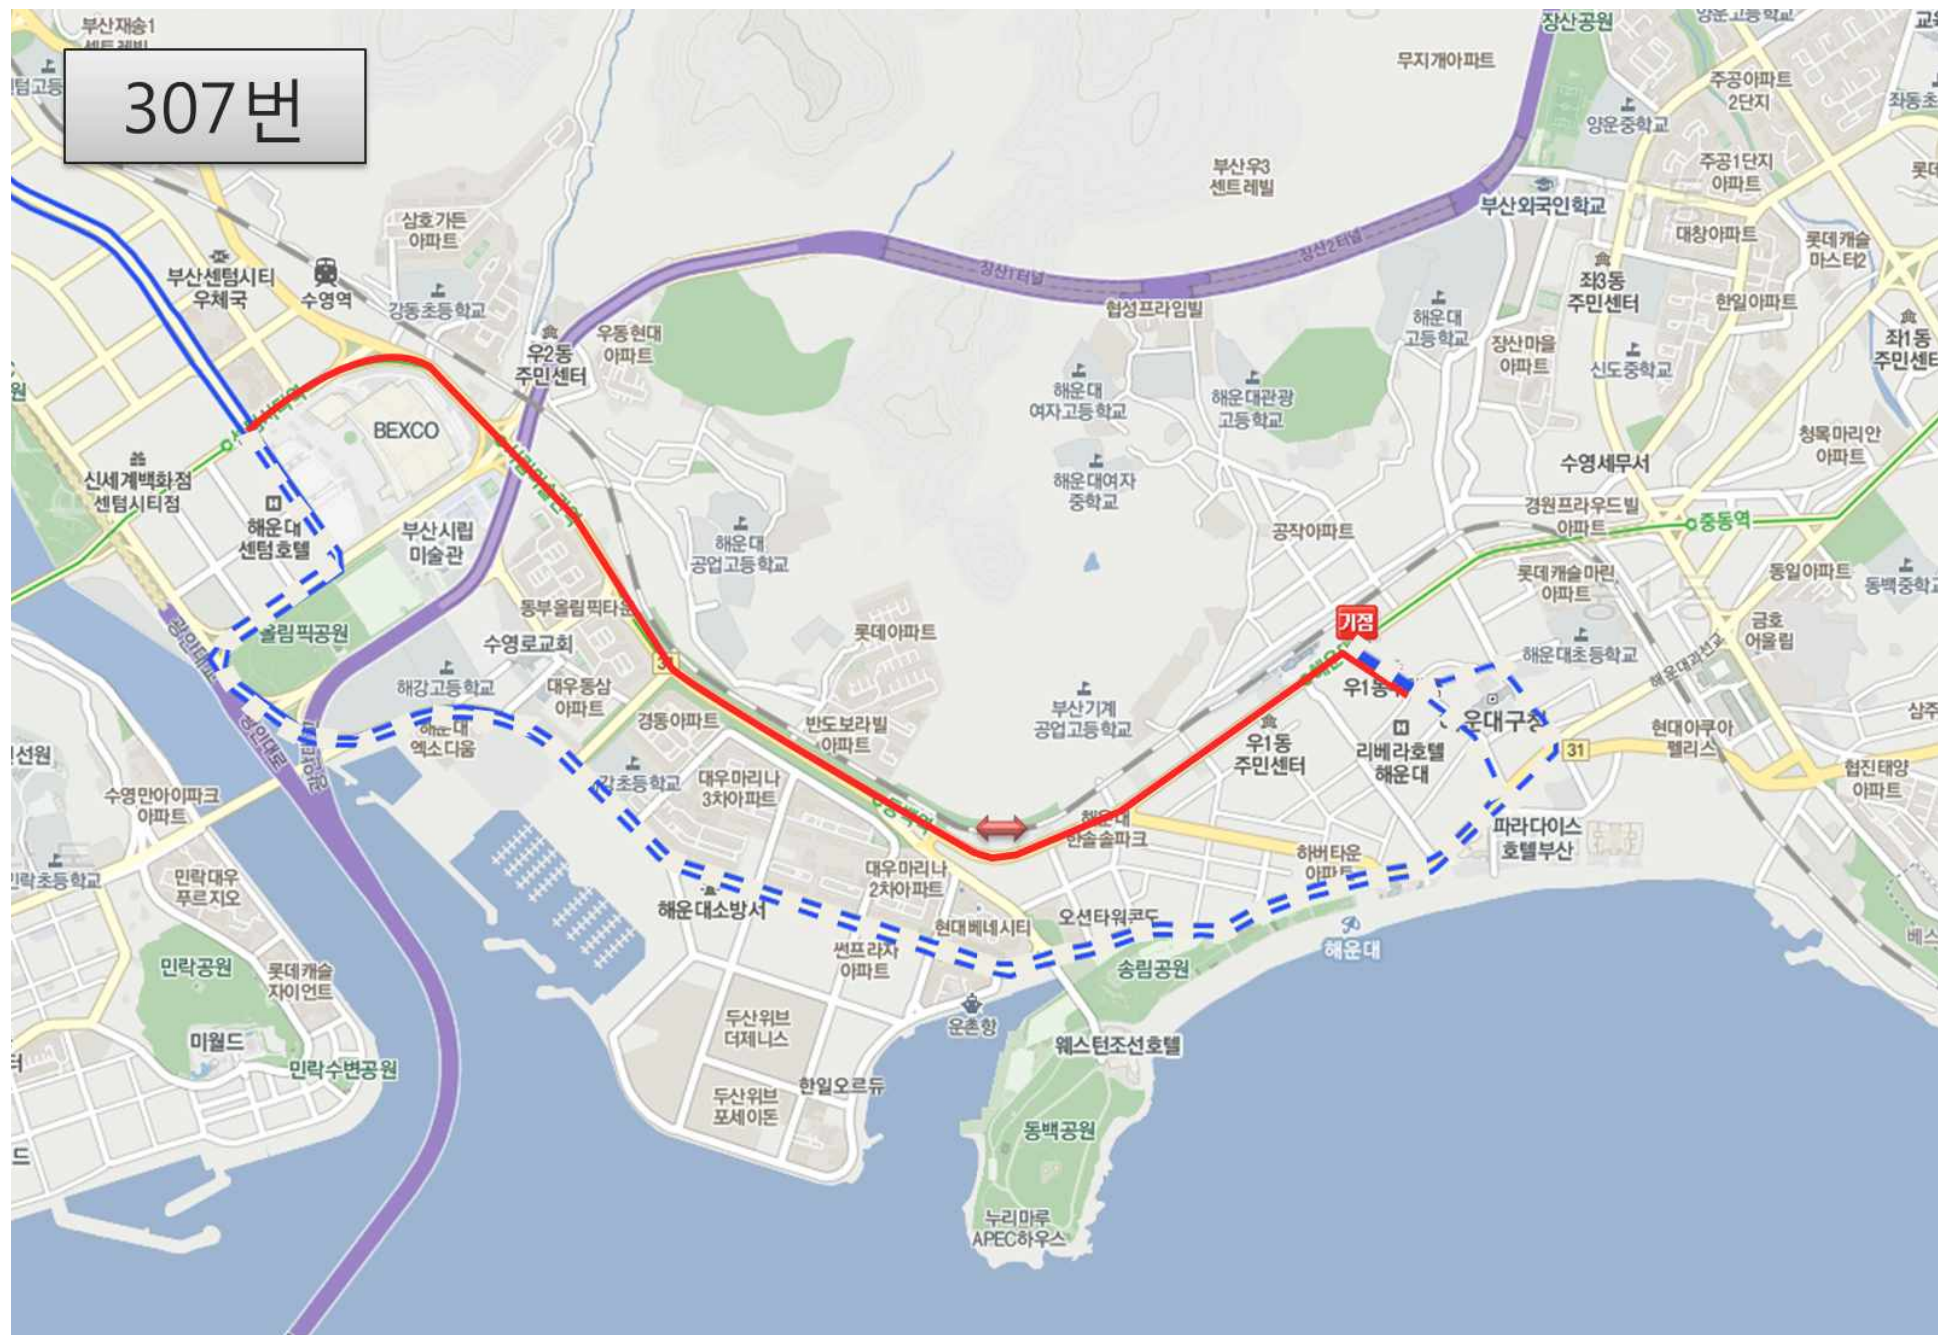 307번
부산재송1
장산공원
무지개아파트
주공아파트
2단지
양운중학교
주공1단지
아파트
부산우3
센트레빌
부산외국인학교
삼호가든
아파트
대창아파트
롯데캐슬
마스터2
부산센텀시티
우체국
수영역
강동초등학교
장산1터널
장산2터널
좌3동
주민센터
한일아파트
협성프라임빌
해운대
고등학교
우동현대
아파트
우2동
주민센터
장산마을
아파트
신도중학교
좌1동
해운대
여자고등학교
해운대관광
고등학교
BEXCO
청목마리안
아파트
신세계백화점
센텀시티점
해운대여자
중학교
수영세무서
경원프라우드빌
아파트
중동역
해운대
센텀호텔
부산시립
미술관
해운대
공업고등학교
공작아파트
롯데캐슬마린
아파트
동일아파트
동부올림픽타운
올림픽공원
수영로교회
롯데아파트
기점
금호
어울림
해운대초등학교
해운대과선교
해강고등학교
대우동삼
아파트
경동아파트
반도보라빌
아파트
부산기계
공업고등학교
우1동
주민센터
리베라호텔
해운대
운대구청
31
현대아쿠아
팰리스
협진태양
아파트
해운대
엑소디움
강초등학교
대우마리나
3차아파트
동백역
해운대
한솔솔파크
수영만아이파크
아파트
파라다이스
호텔부산
하버타운
아파트
민락대우
푸르지오
대우마리나
2차아파트
해운대소방서
현대베네시티
오션타워콘도
해운대
썬프라자
아파트
송림공원
민락공원
롯데캐슬
자이언트
운촌항
두산위브
더제니스
미월드
웨스턴조선호텔
민락수변공원
한일오르듀
두산위브
포세이돈
동백공원
누리마루
APEC하우스